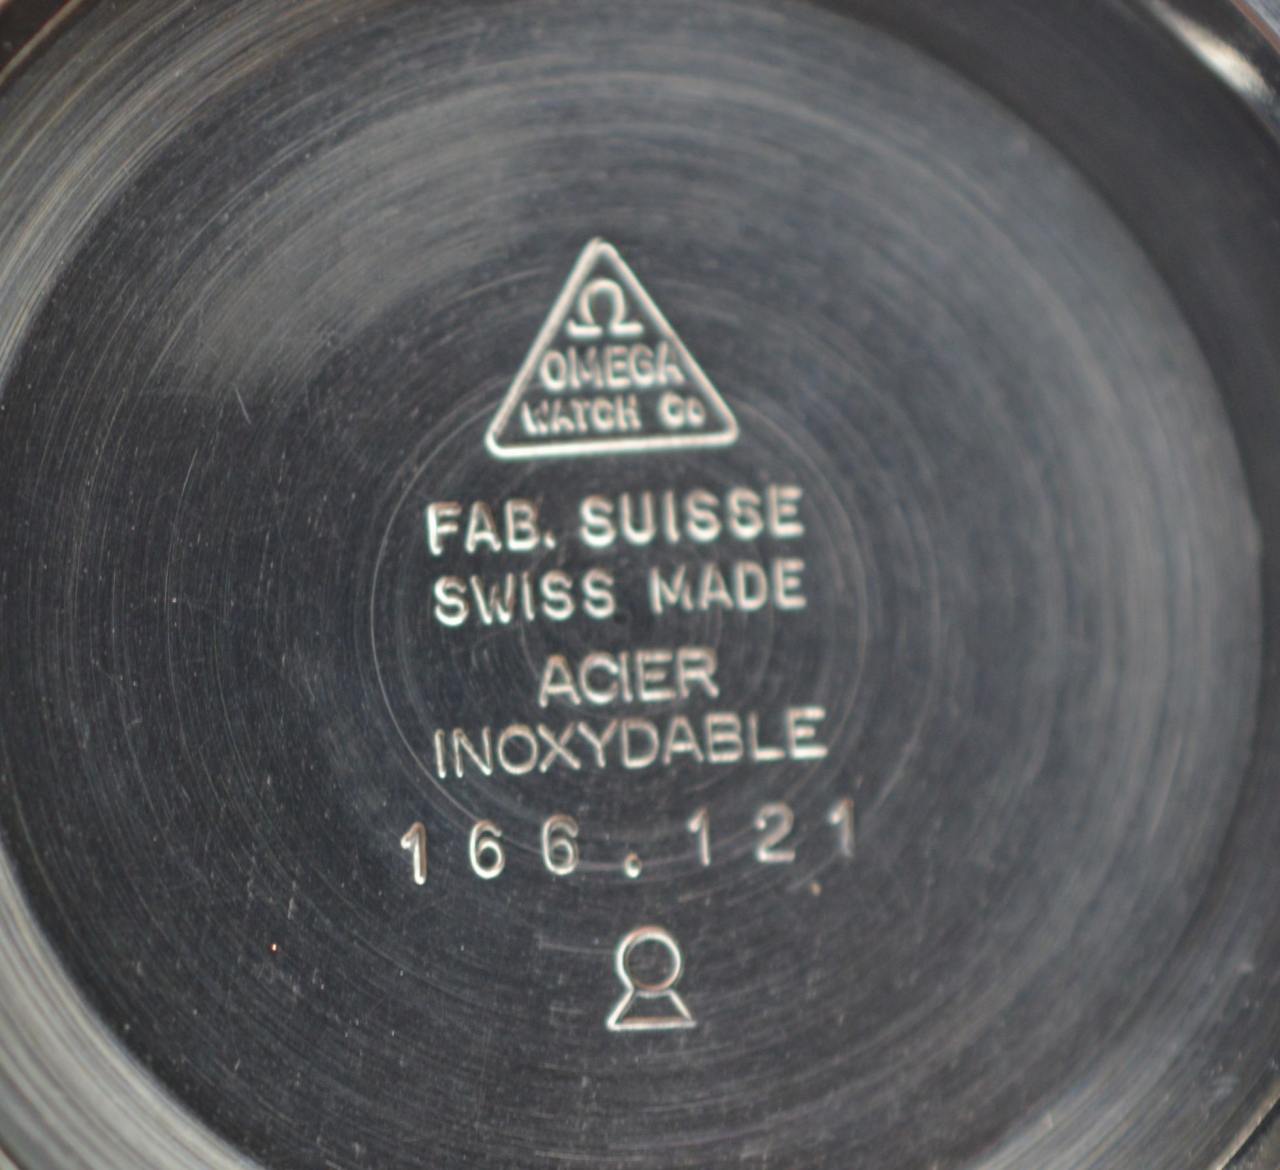 Ω
OMEGA
WATCH Co
FAB. SUISSE
SWISS MADE
ACIER
INOXYDABLE
166.121